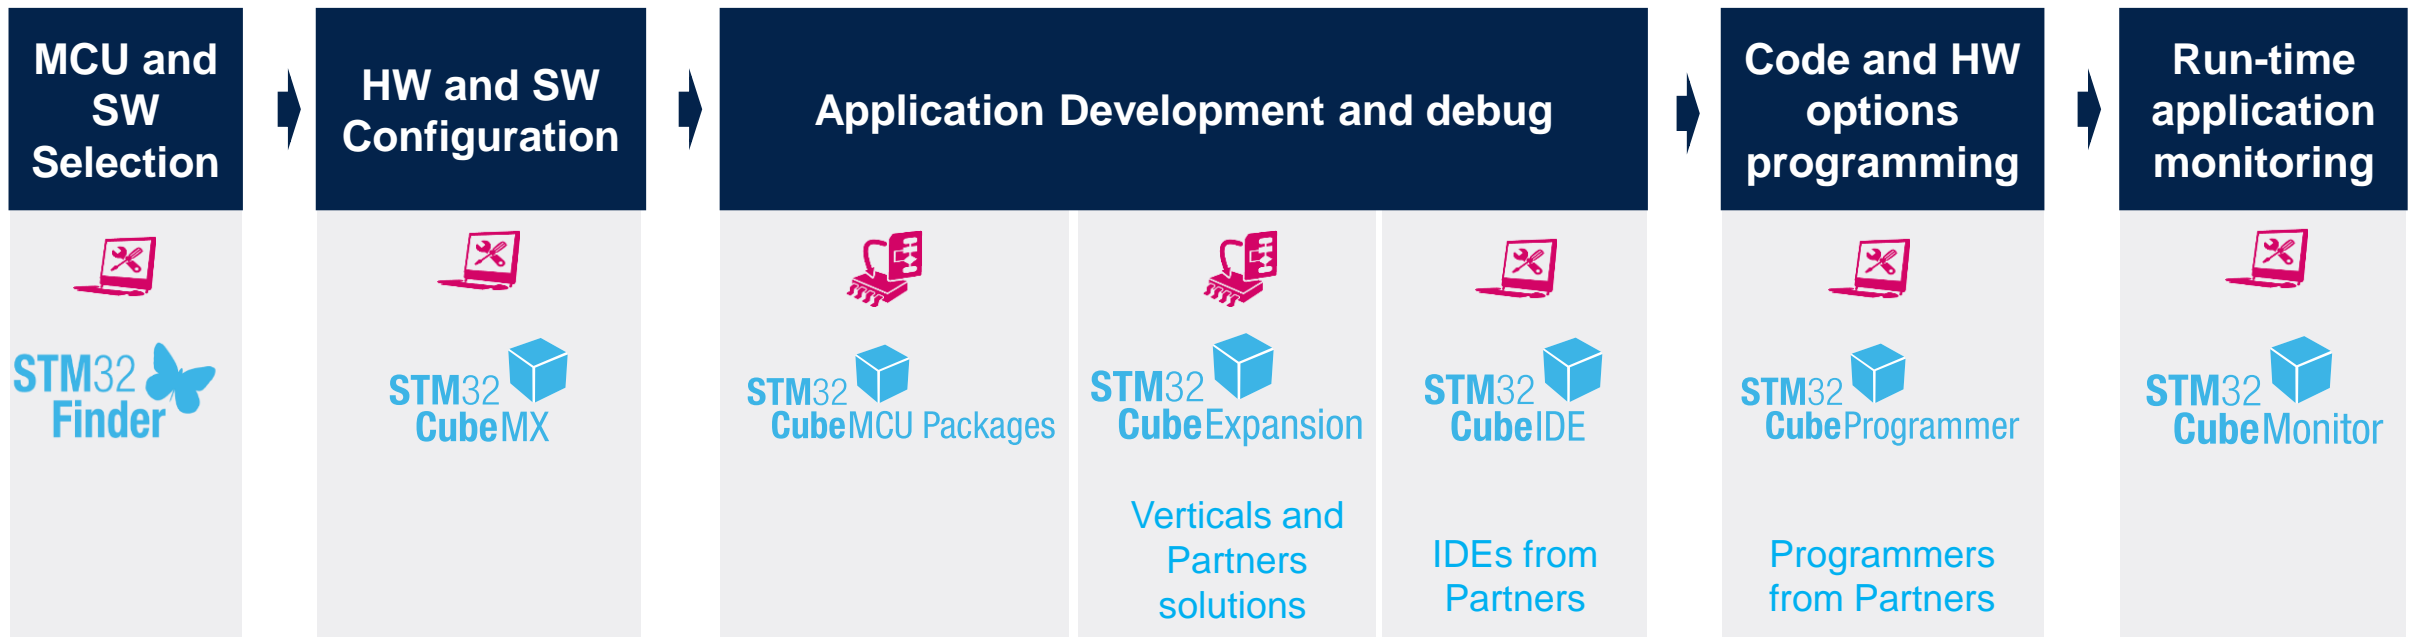 MCU and
SW
Selection
HW and SW
Configuration
Application Development and debug
Code and HW
options
programming
Run-time
application
monitoring
STM32
Finder
STM32
CubeMX
STM32
CubeMCU Packages
STM32
CubeExpansion
Verticals and
Partners
solutions
STM32
CubeIDE
IDEs from
Partners
STM32
CubeProgrammer
Programmers
from Partners
STM32
CubeMonitor